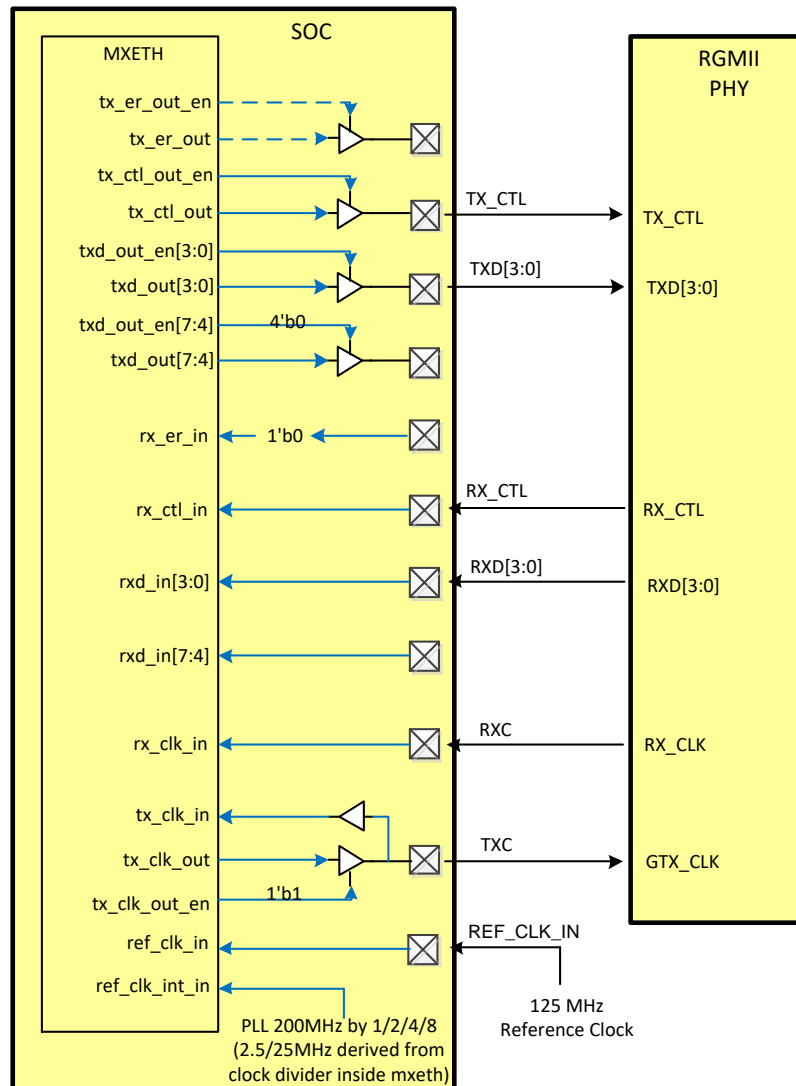 SOC
MXETH
RGMII
PHY
tx_er_out_en
tx_er_out
tx_ctl_out_en
tx_ctl_out
TX_CTL
TX_CTL
txd_out_en[3:0]
txd_out[3:0]
TXD[3:0]
TXD[3:0]
txd_out_en[7:4]
4'b0
txd_out[7:4]
rx_er_in
1'b0
rx_ctl_in
RX_CTL
RX_CTL
rxd_in[3:0]
RXD[3:0]
RXD[3:0]
rxd_in[7:4]
rx_clk_in
RXC
RX_CLK
tx_clk_in
tx_clk_out
TXC
GTX_CLK
tx_clk_out_en
1'b1
ref_clk_in
REF_CLK_IN
ref_clk_int_in
125 MHz
Reference Clock
PLL 200MHz by 1/2/4/8
(2.5/25MHz derived from
clock divider inside mxeth)